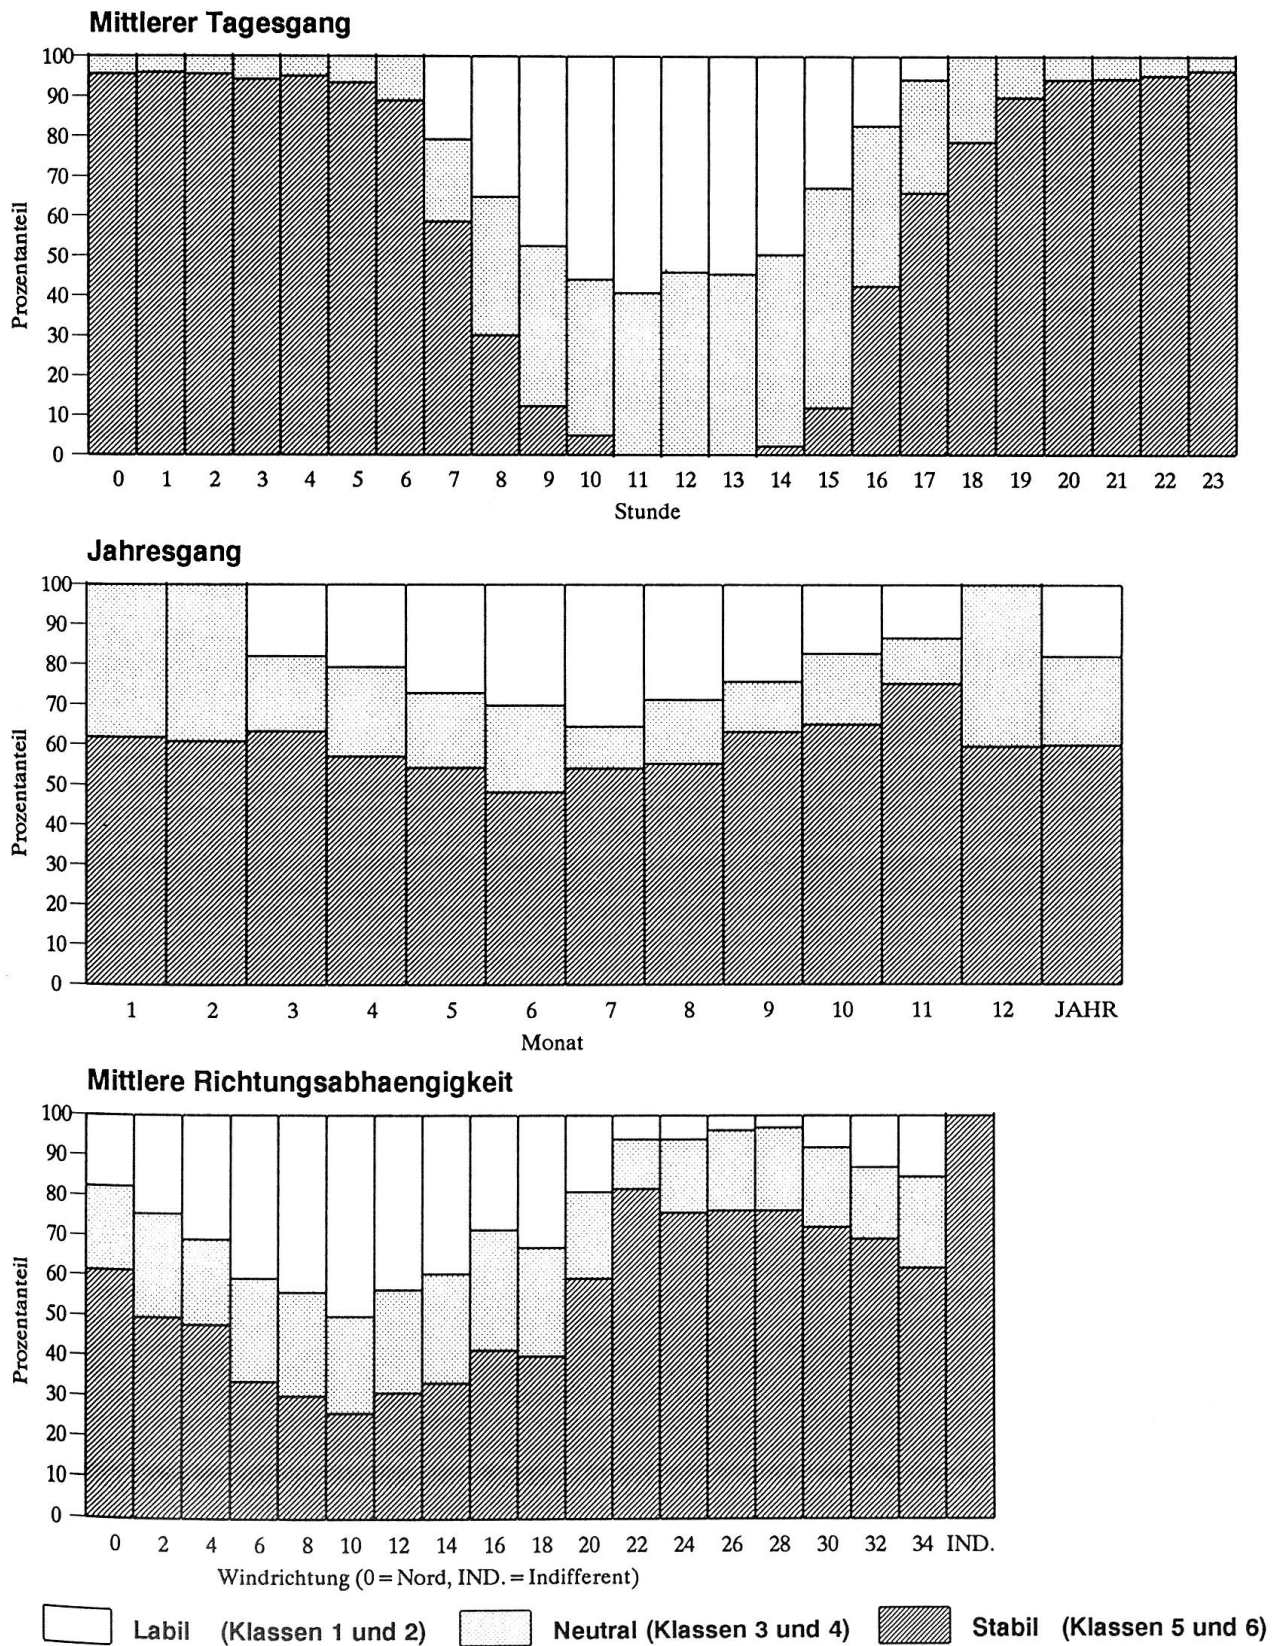 Mittlerer Tagesgang
100
90
80
70
60
50
40
30
20
10
0
Prozentanteil
0 1 2 3 4 5 6 7 8 9 10 11 12 13 14 15 16 17 18 19 20 21 22 23
Stunde
Jahresgang
100
90
80
70
60
50
40
30
20
10
0
Prozentanteil
1 2 3 4 5 6 7 8 9 10 11 12 JAHR
Monat
Mittlere Richtungsabhaengigkeit
100
90
80
70
60
50
40
30
20
10
0
Prozentanteil
0 2 4 6 8 10 12 14 16 18 20 22 24 26 28 30 32 34 IND.
Windrichtung (0 = Nord, IND. = Indifferent)
Labil (Klassen 1 und 2) Neutral (Klassen 3 und 4) Stabil (Klassen 5 und 6)